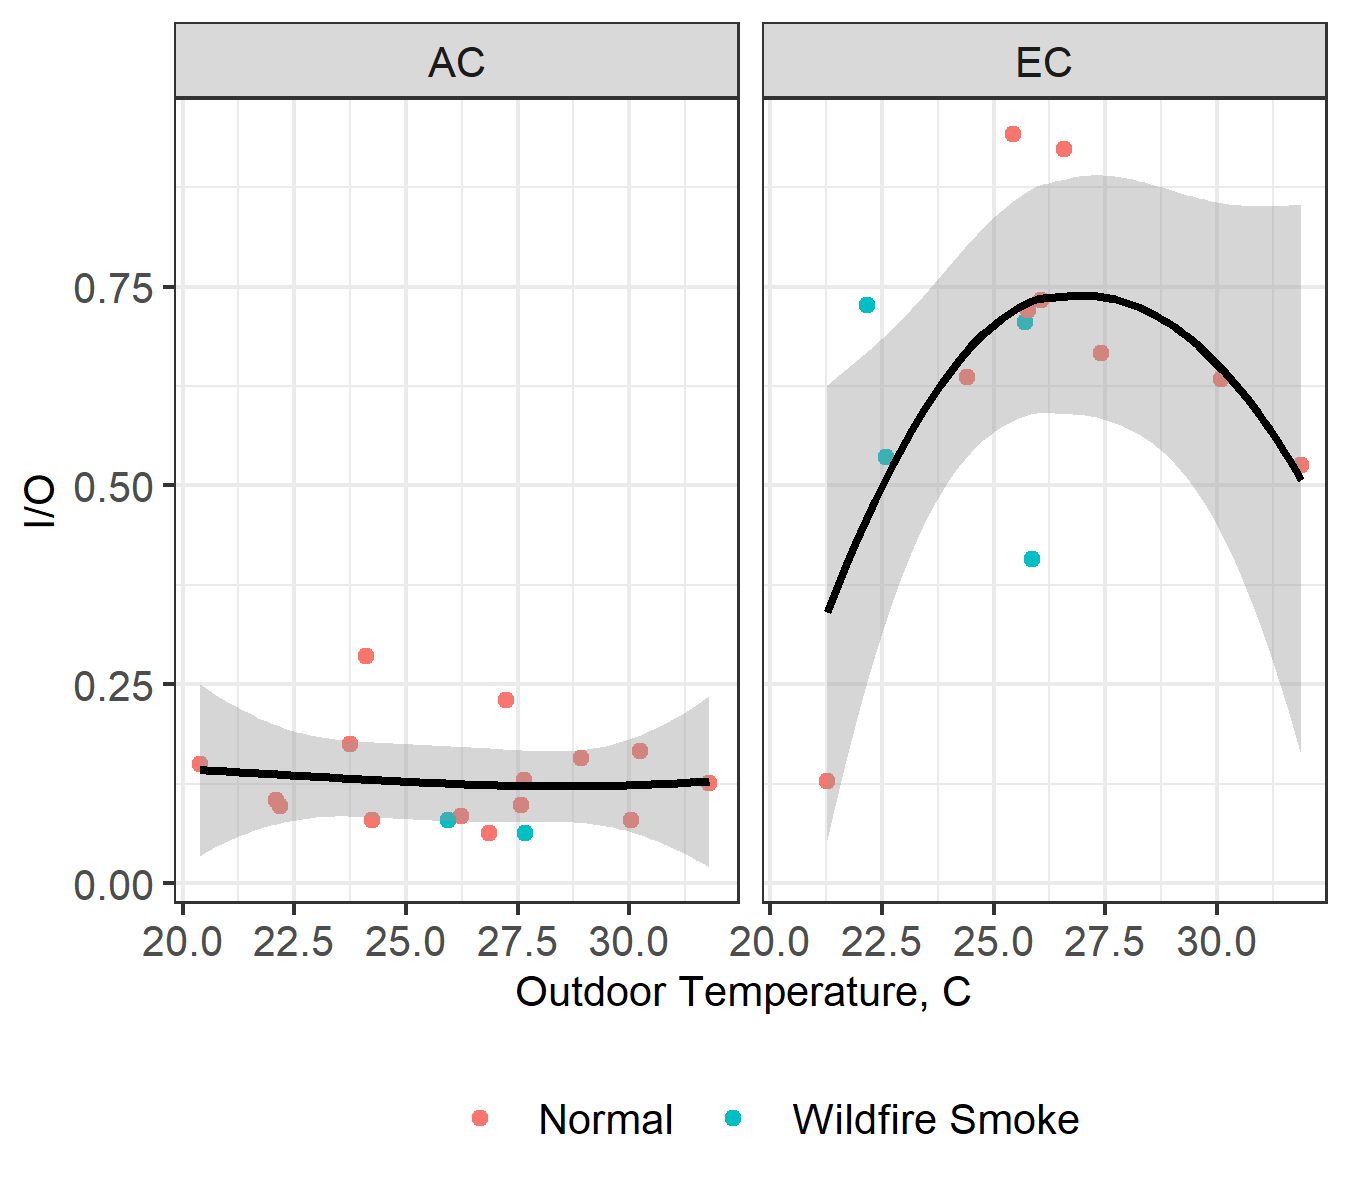 AC EC
I/O
0.75
0.50
0.25
0.00
20.0 22.5 25.0 27.5 30.0 20.0 22.5 25.0 27.5 30.0
Outdoor Temperature, C
Normal Wildfire Smoke